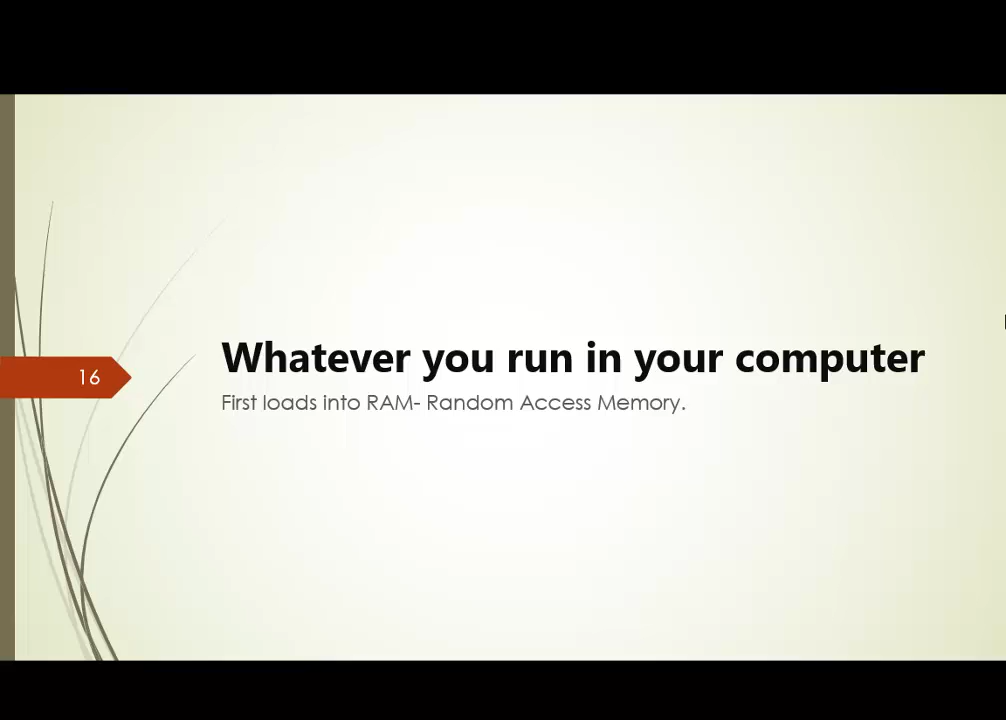 Whatever you run in your computer
16
First loads into RAM- Random Access Memory.